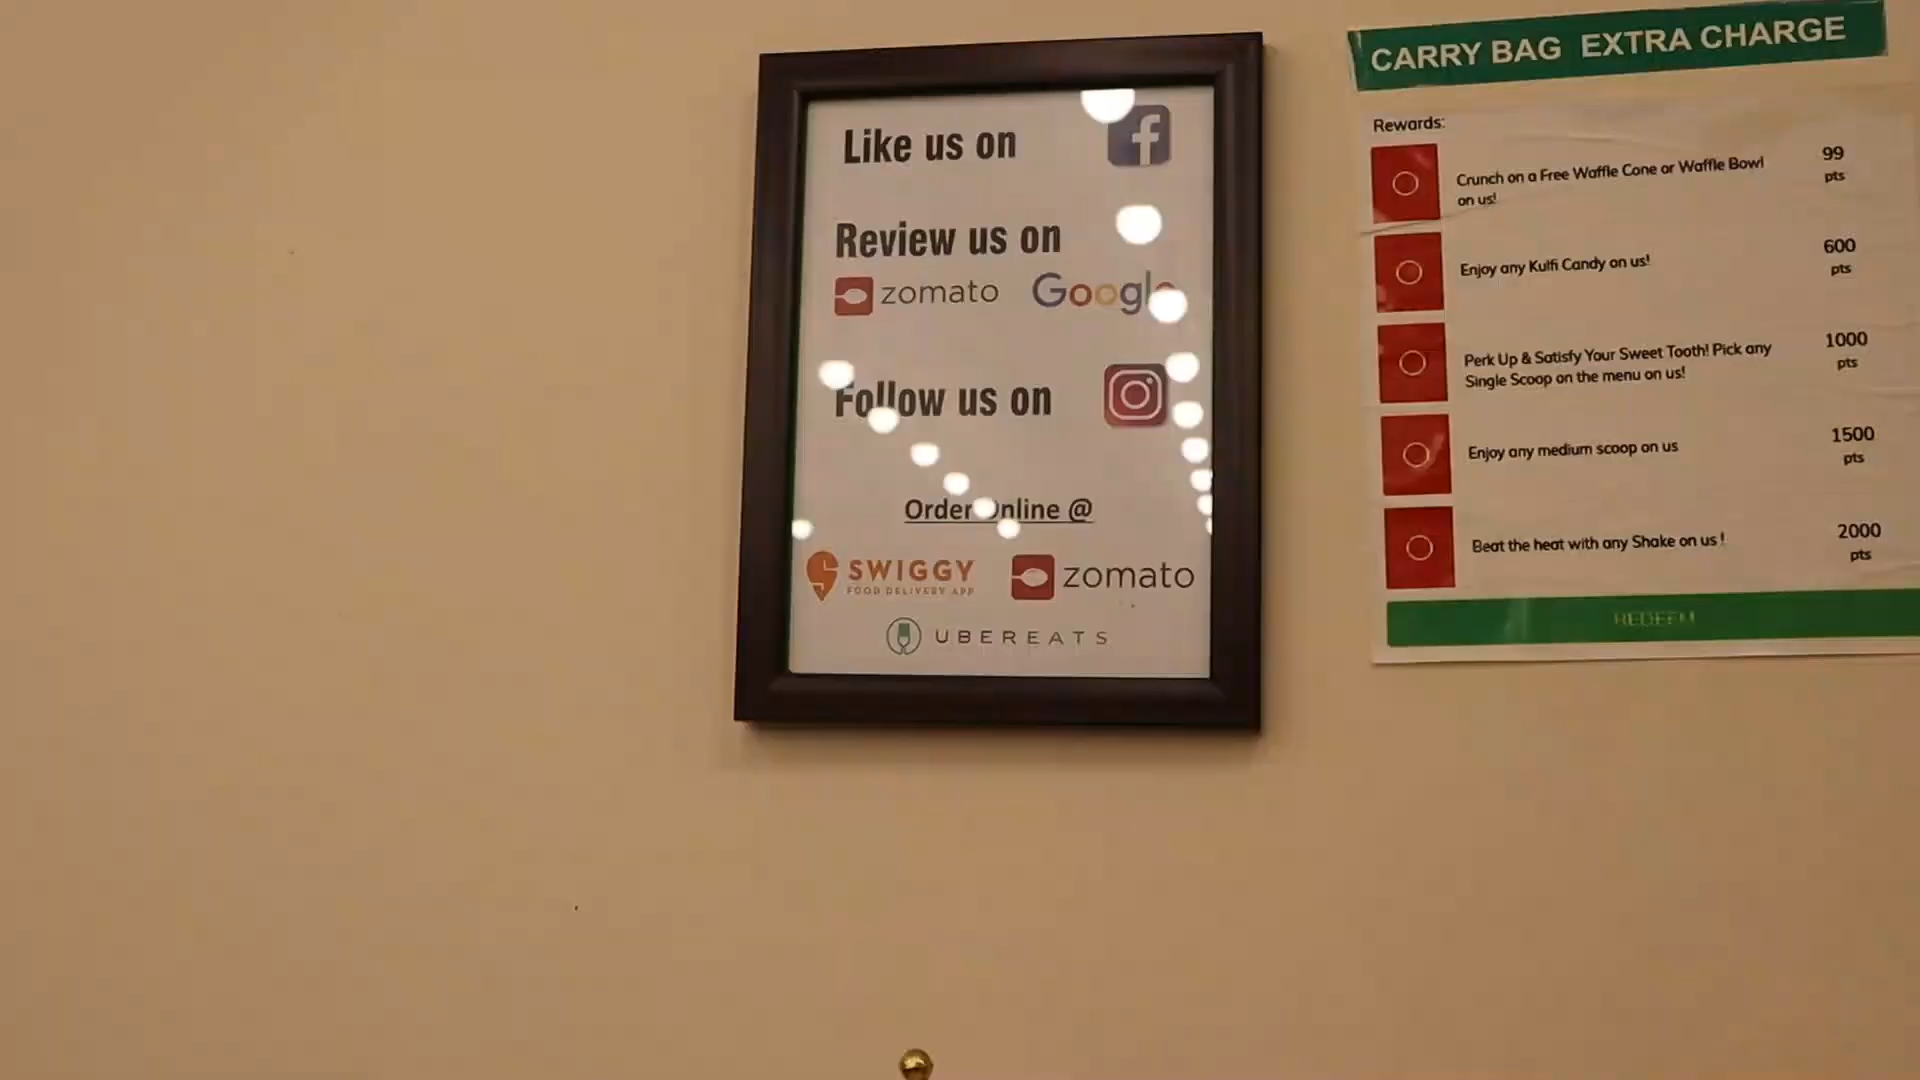 Like us on
Review us on
zomato Google
Follow us on
Order Online @
SWIGGY
FOOD DELIVERY APP
zomato
UBEREATS
CARRY BAG EXTRA CHARGE
Rewards:
Crunch on a Free Waffle Cone or Waffle Bowl
on us!
99
pts
Enjoy any Kulfi Candy on us!
600
pts
Perk Up & Satisfy Your Sweet Tooth! Pick any
Single Scoop on the menu on us!
1000
pts
Enjoy any medium scoop on us
1500
pts
Beat the heat with any Shake on us !
2000
pts
REDEEM